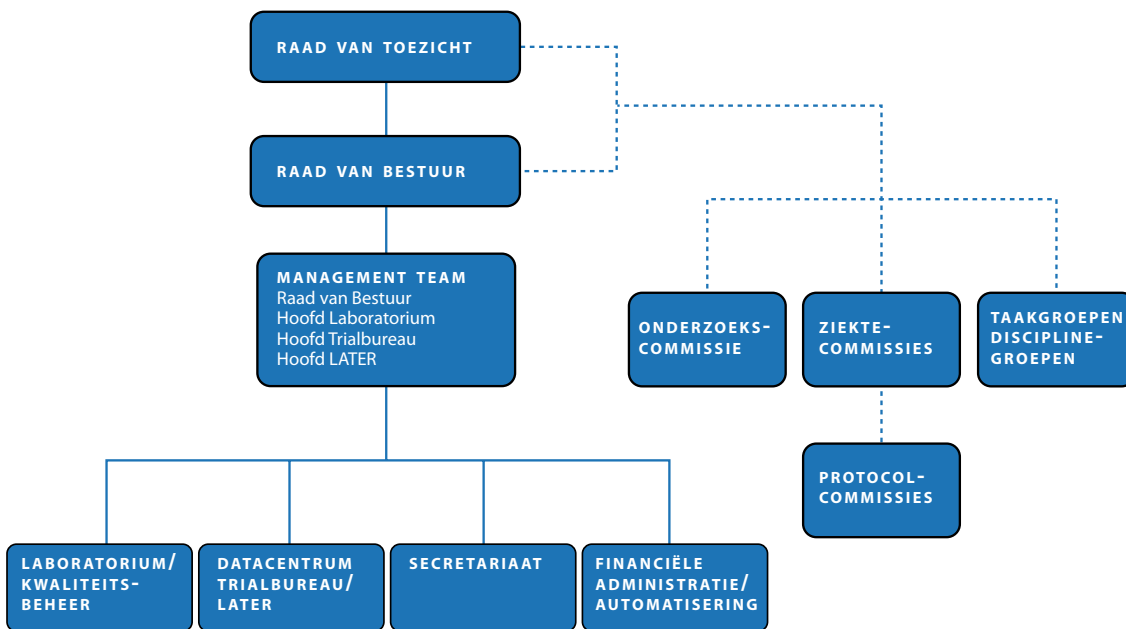 RAAD VAN TOEZICHT
RAAD VAN BESTUUR
MANAGEMENT TEAM
Raad van Bestuur
Hoofd Laboratorium
Hoofd Trialbureau
Hoofd LATER
ONDERZOEKS-
COMMISSIE
ZIEKTE-
COMMISSIES
TAAKGROEPEN
DISCIPLINE-
GROEPEN
PROTOCOL-
COMMISSIES
LABORATORIUM/
KWALITEITS-
BEHEER
DATACENTRUM
TRIALBUREAU/
LATER
SECRETARIAAT
FINANCIËLE
ADMINISTRATIE/
AUTOMATISERING